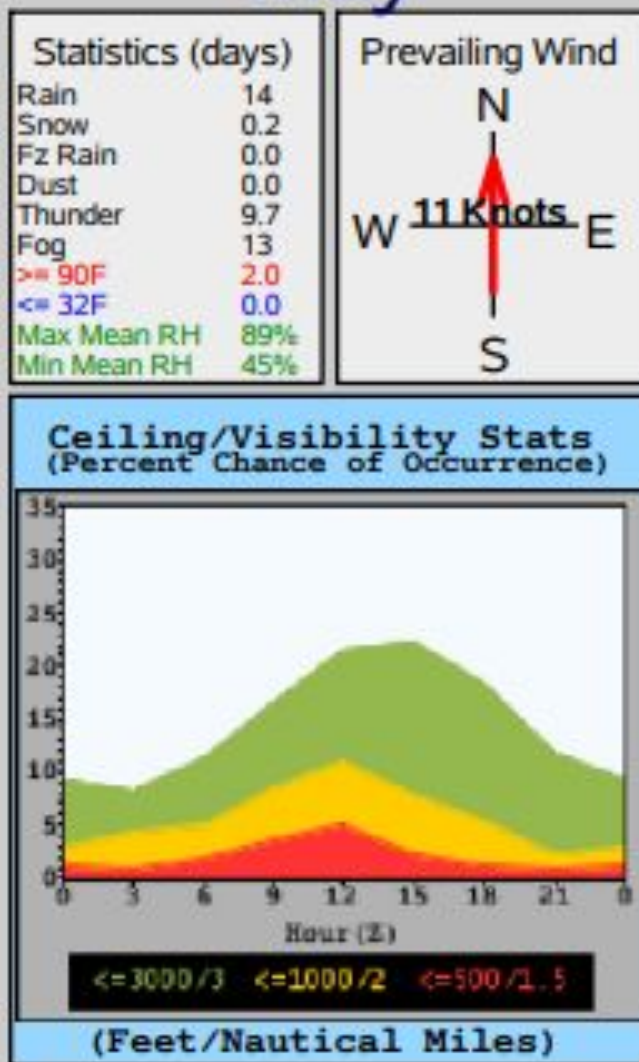 Statistics (days)
Rain 14
Snow 0.2
Fz Rain 0.0
Dust 0.0
Thunder 9.7
Fog 13
>= 90F 2.0
<= 32F 0.0
Max Mean RH 89%
Min Mean RH 45%
Prevailing Wind
N
W 11 Knots E
S
Ceiling/Visibility Stats
(Percent Chance of Occurrence)
35
30
25
20
15
10
5
0
0 3 6 9 12 15 18 21 0
Hour(Z)
<=3000/3 <=1000/2 <=500/1.5
(Feet/Nautical Miles)